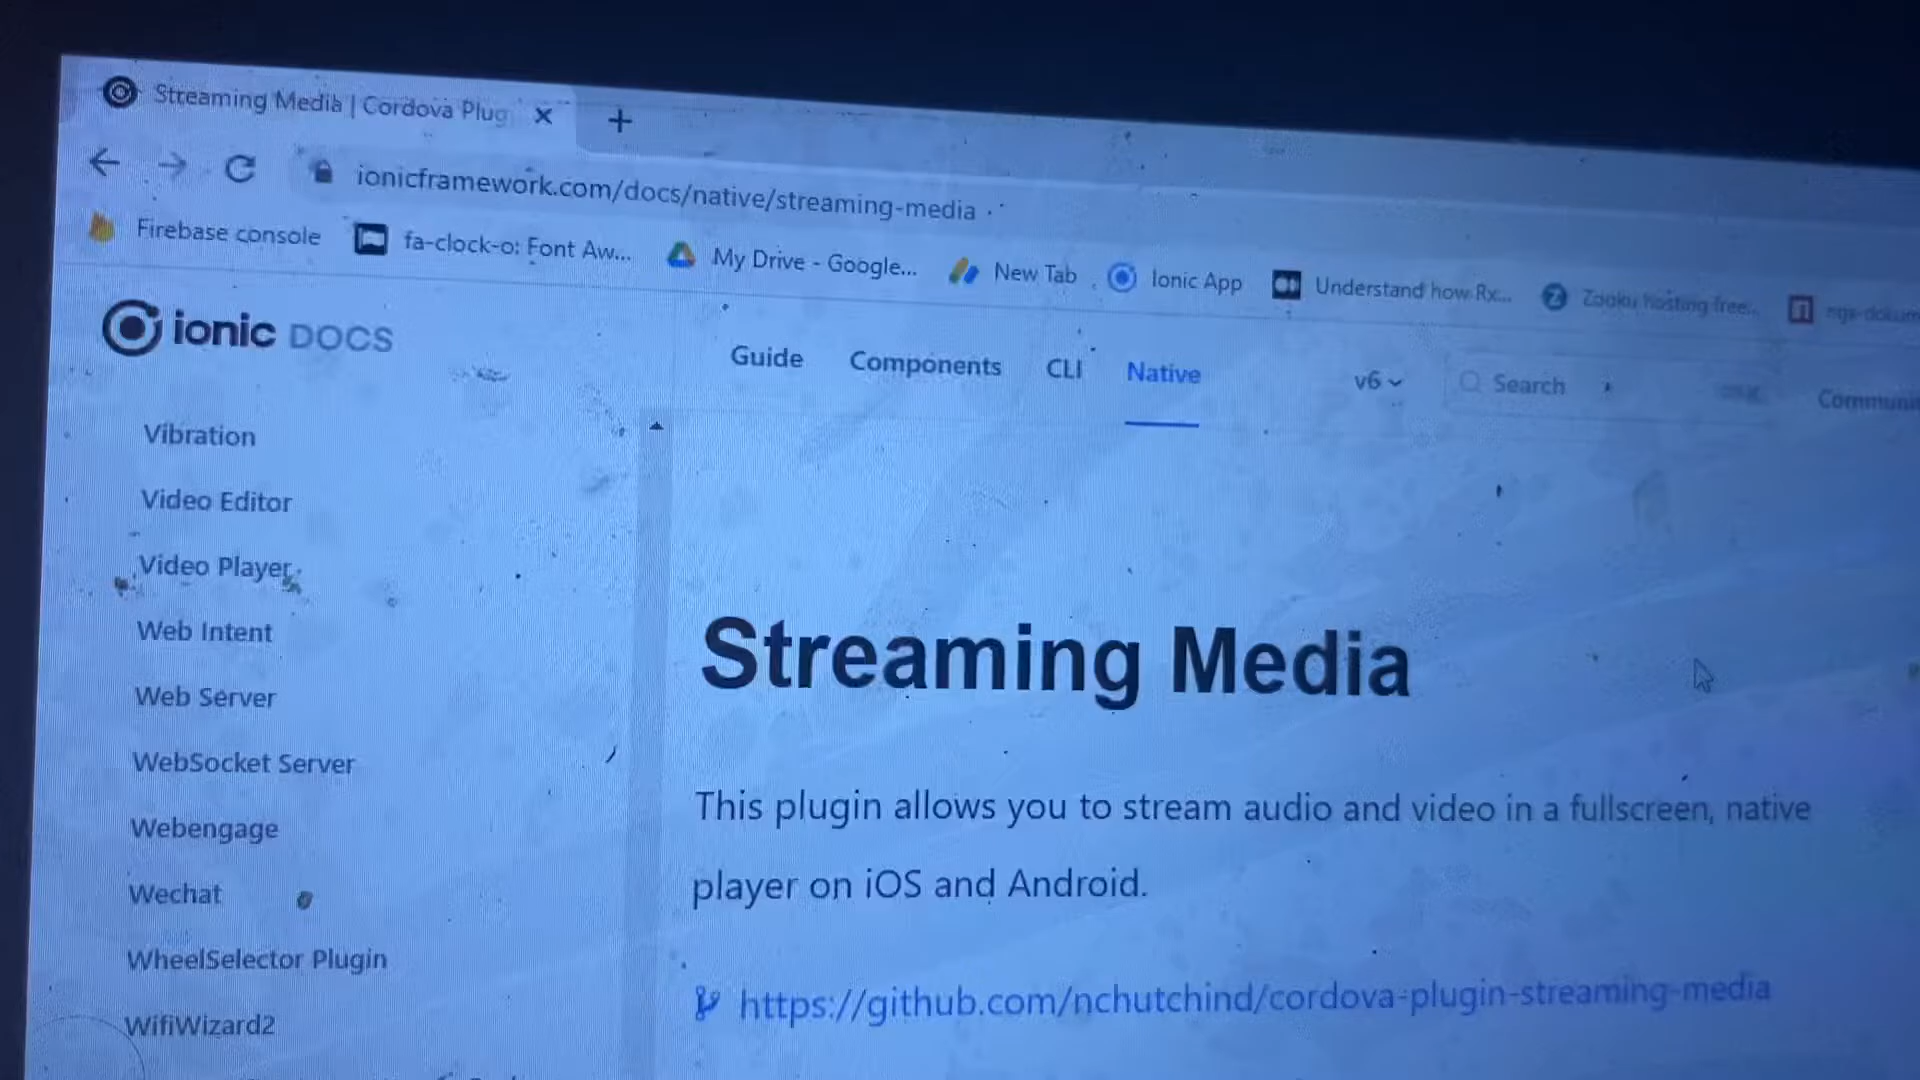 Streaming Media | Cordova Plug
ionicframework.com/docs/native/streaming-media
Firebase console fa-clock-o: Font Aw... My Drive - Google... New Tab Ionic App Understand how Rx... Zooku hosting free...
ionic DOCS
Guide Components CLI Native v6 Search Communi
Vibration
Video Editor
Video Player
Web Intent
Web Server
WebSocket Server
Webengage
Wechat
WheelSelector Plugin
WifiWizard2
Streaming Media
This plugin allows you to stream audio and video in a fullscreen, native
player on iOS and Android.
https://github.com/nchutchind/cordova-plugin-streaming-media